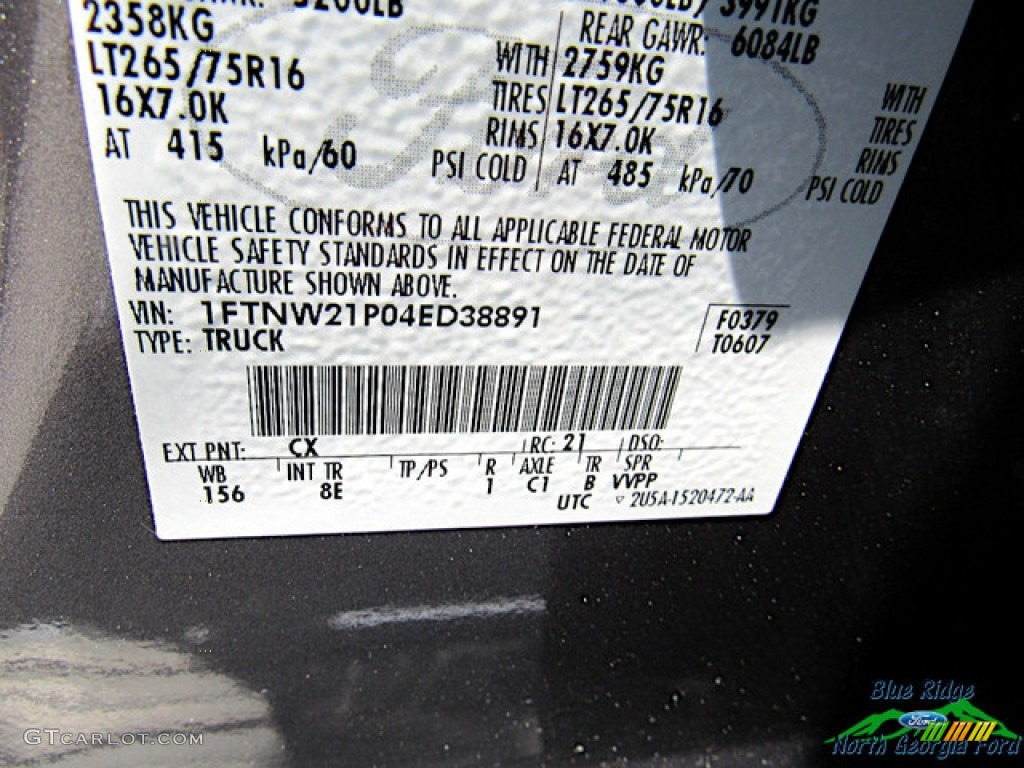 5200LB
2358KG
LT265/75R16
16X7.0K
AT 415 kPa/60
WITH
TIRES
RIMS
PSI COLD
3991KG
REAR GAWR: 6084LB
2759KG
LT265/75R16
16X7.0K
AT 485 kPa/70
WITH
TIRES
RIMS
PSI COLD
THIS VEHICLE CONFORMS TO ALL APPLICABLE FEDERAL MOTOR
VEHICLE SAFETY STANDARDS IN EFFECT ON THE DATE OF
MANUFACTURE SHOWN ABOVE.
VIN: 1FTNW21P04ED38891
TYPE: TRUCK
F0379
T0607
EXT PNT: CX RC: 21 DSO:
WB INT TR TP/PS R AXLE TR SPR
156 8E 1 C1 B VVPP
UTC ▽ 2U5A-1520472-AA
GTcarlot.com
Blue Ridge
Ford
North Georgia Ford